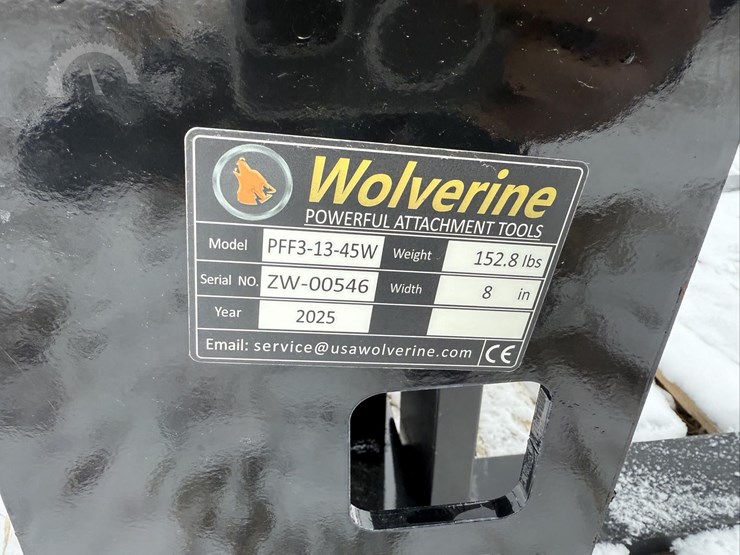 Wolverine
POWERFUL ATTACHMENT TOOLS
Model PFF3-13-45W Weight 152.8 lbs
Serial NO. ZW-00546 Width 8 in
Year 2025
Email: service@usawolverine.com CE